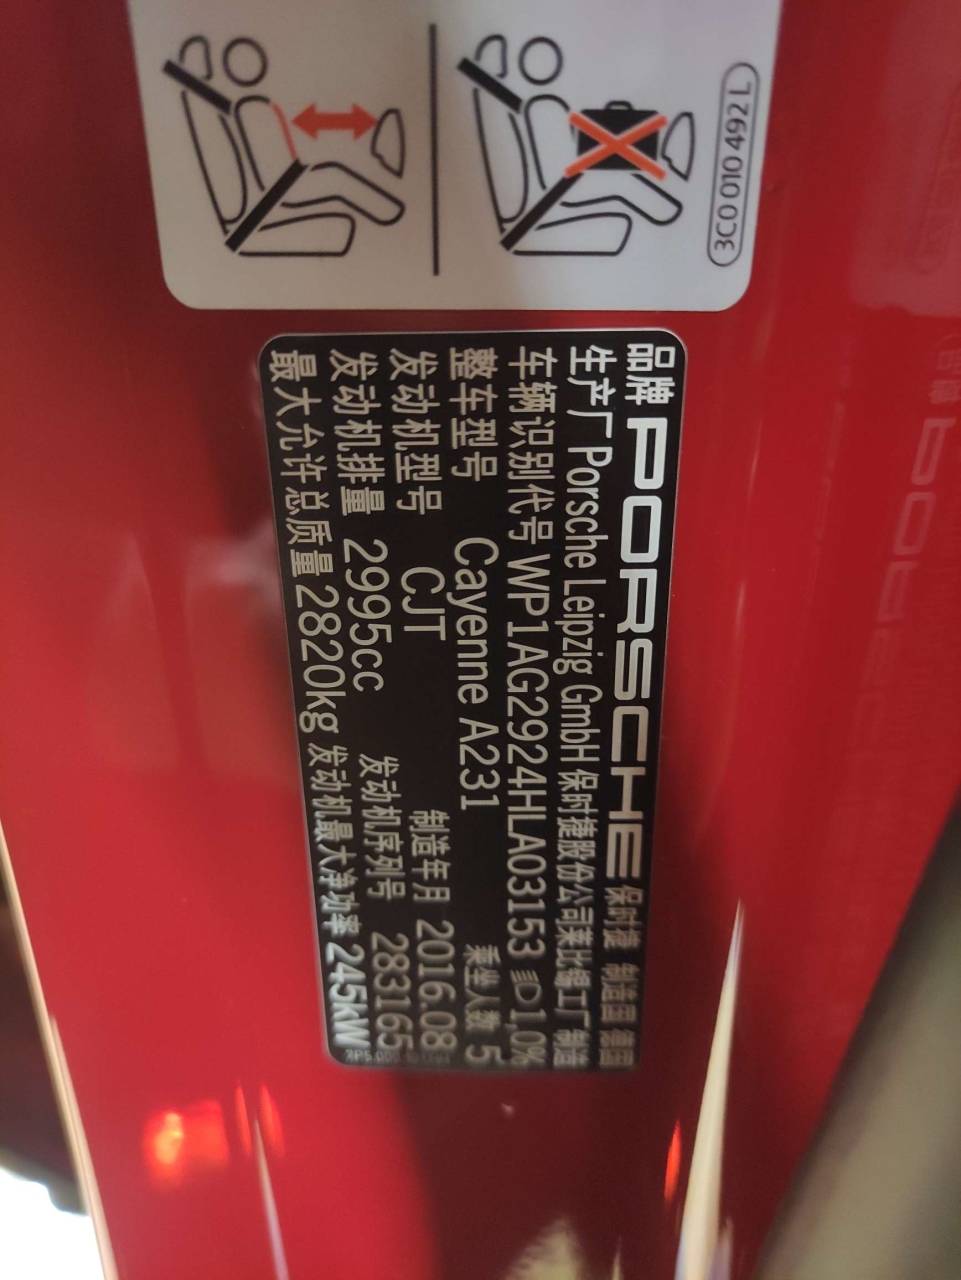 3C0 010 492 L
品牌 PORSCHE 保时捷 制造国 德国
生产厂 Porsche Leipzig GmbH 保时捷股份公司莱比锡工厂 制造
车辆识别代号 WP1AG2924HLA03153 1,0%
整车型号 Cayenne A231 乘坐人数 5
发动机型号 CJT 制造年月 2016.08
发动机排量 2995cc 发动机序列号 283165
最大允许总质量 2820kg 发动机最大净功率 245kW